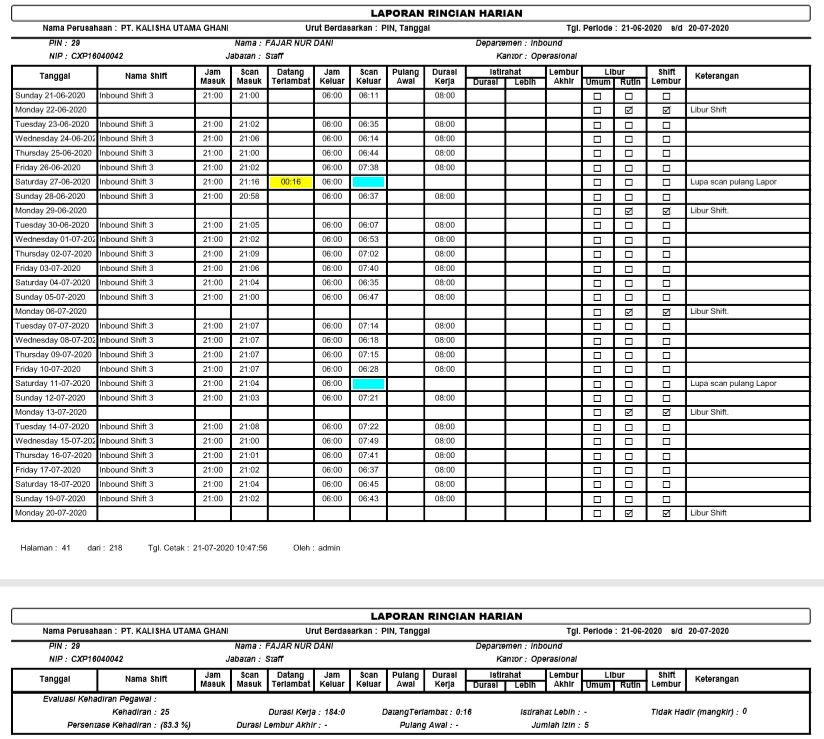 LAPORAN RINCIAN HARIAN
Nama Perusahaan : PT. KALISHA UTAMA GHANI Urut Berdasarkan : PIN, Tanggal Tgl. Periode : 21-06-2020 s/d 20-07-2020
PIN : 29 Nama : FAJAR NUR DANI Departemen : Inbound
NIP : CXP16040042 Jabatan : Staff Kantor : Operasional
Tanggal Nama Shift Jam Masuk Scan Masuk Datang Terlambat Jam Keluar Scan Keluar Pulang Awal Durasi Kerja Istirahat Durasi Lebih Lembur Akhir Libur Umum Rutin Shift Lembur Keterangan
Sunday 21-06-2020 Inbound Shift 3 21:00 21:00 06:00 06:11 08:00
Monday 22-06-2020 Libur Shift
Tuesday 23-06-2020 Inbound Shift 3 21:00 21:02 06:00 06:35 08:00
Wednesday 24-06-202 Inbound Shift 3 21:00 21:06 06:00 06:14 08:00
Thursday 25-06-2020 Inbound Shift 3 21:00 21:00 06:00 06:44 08:00
Friday 26-06-2020 Inbound Shift 3 21:00 21:02 06:00 07:38 08:00
Saturday 27-06-2020 Inbound Shift 3 21:00 21:16 00:16 06:00 Lupa scan pulang Lapor
Sunday 28-06-2020 Inbound Shift 3 21:00 20:58 06:00 06:37 08:00
Monday 29-06-2020 Libur Shift.
Tuesday 30-06-2020 Inbound Shift 3 21:00 21:05 06:00 06:07 08:00
Wednesday 01-07-202 Inbound Shift 3 21:00 21:02 06:00 06:53 08:00
Thursday 02-07-2020 Inbound Shift 3 21:00 21:09 06:00 07:02 08:00
Friday 03-07-2020 Inbound Shift 3 21:00 21:06 06:00 07:40 08:00
Saturday 04-07-2020 Inbound Shift 3 21:00 21:04 06:00 06:35 08:00
Sunday 05-07-2020 Inbound Shift 3 21:00 21:00 06:00 06:47 08:00
Monday 06-07-2020 Libur Shift.
Tuesday 07-07-2020 Inbound Shift 3 21:00 21:07 06:00 07:14 08:00
Wednesday 08-07-202 Inbound Shift 3 21:00 21:07 06:00 06:18 08:00
Thursday 09-07-2020 Inbound Shift 3 21:00 21:07 06:00 07:15 08:00
Friday 10-07-2020 Inbound Shift 3 21:00 21:07 06:00 06:28 08:00
Saturday 11-07-2020 Inbound Shift 3 21:00 21:04 06:00 Lupa scan pulang Lapor
Sunday 12-07-2020 Inbound Shift 3 21:00 21:03 06:00 07:21 08:00
Monday 13-07-2020 Libur Shift.
Tuesday 14-07-2020 Inbound Shift 3 21:00 21:08 06:00 07:22 08:00
Wednesday 15-07-202 Inbound Shift 3 21:00 21:00 06:00 07:49 08:00
Thursday 16-07-2020 Inbound Shift 3 21:00 21:01 06:00 07:41 08:00
Friday 17-07-2020 Inbound Shift 3 21:00 21:02 06:00 06:37 08:00
Saturday 18-07-2020 Inbound Shift 3 21:00 21:04 06:00 06:45 08:00
Sunday 19-07-2020 Inbound Shift 3 21:00 21:02 06:00 06:43 08:00
Monday 20-07-2020 Libur Shift
Halaman : 41 dari : 218 Tgl. Cetak : 21-07-2020 10:47:56 Oleh : admin
LAPORAN RINCIAN HARIAN
Nama Perusahaan : PT. KALISHA UTAMA GHANI Urut Berdasarkan : PIN, Tanggal Tgl. Periode : 21-06-2020 s/d 20-07-2020
PIN : 29 Nama : FAJAR NUR DANI Departemen : Inbound
NIP : CXP16040042 Jabatan : Staff Kantor : Operasional
Tanggal Nama Shift Jam Masuk Scan Masuk Datang Terlambat Jam Keluar Scan Keluar Pulang Awal Durasi Kerja Istirahat Durasi Lebih Lembur Akhir Libur Umum Rutin Shift Lembur Keterangan
Evaluasi Kehadiran Pegawai :
Kehadiran : 25 Durasi Kerja : 184:0 DatangTerlambat : 0:16 Istirahat Lebih : - Tidak Hadir (mangkir) : 0
Persentase Kehadiran : (83.3 %) Durasi Lembur Akhir : - Pulang Awal : - Jumlah Izin : 5